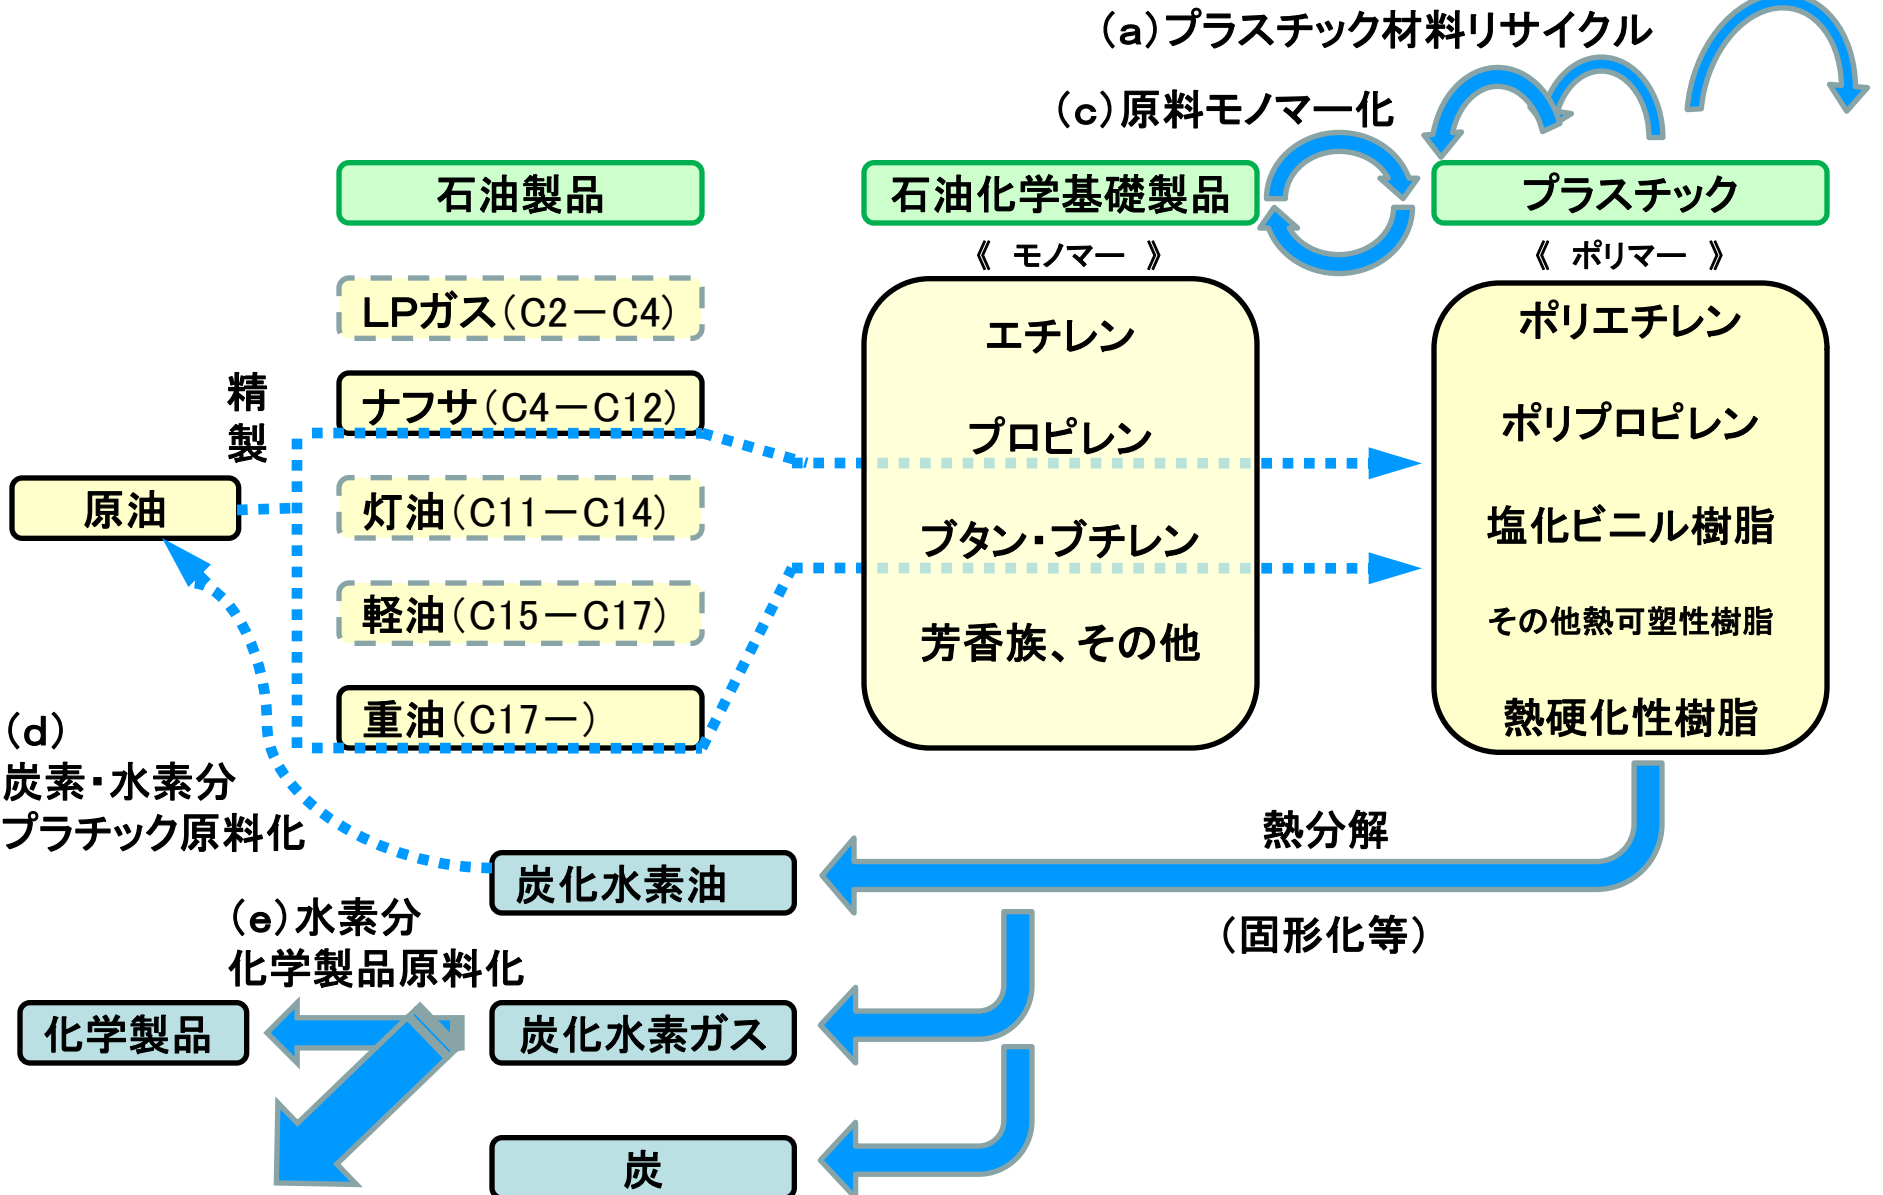 (a)プラスチック材料リサイクル
(c)原料モノマー化
石油製品
石油化学基礎製品
プラスチック
《 モノマー 》
《 ポリマー 》
LPガス(C2－C4)
ナフサ(C4－C12)
灯油(C11－C14)
軽油(C15－C17)
重油(C17－)
精
製
原油
エチレン
プロピレン
ブタン・ブチレン
芳香族、その他
ポリエチレン
ポリプロピレン
塩化ビニル樹脂
その他熱可塑性樹脂
熱硬化性樹脂
(d)
炭素・水素分
プラチック原料化
熱分解
(固形化等)
炭化水素油
(e)水素分
化学製品原料化
化学製品
炭化水素ガス
炭